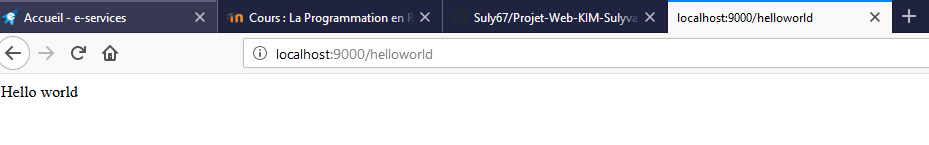 Accueil - e-services
Cours : La Programmation en R
Suly67/Projet-Web-KIM-Sulyva
localhost:9000/helloworld
localhost:9000/helloworld
Hello world